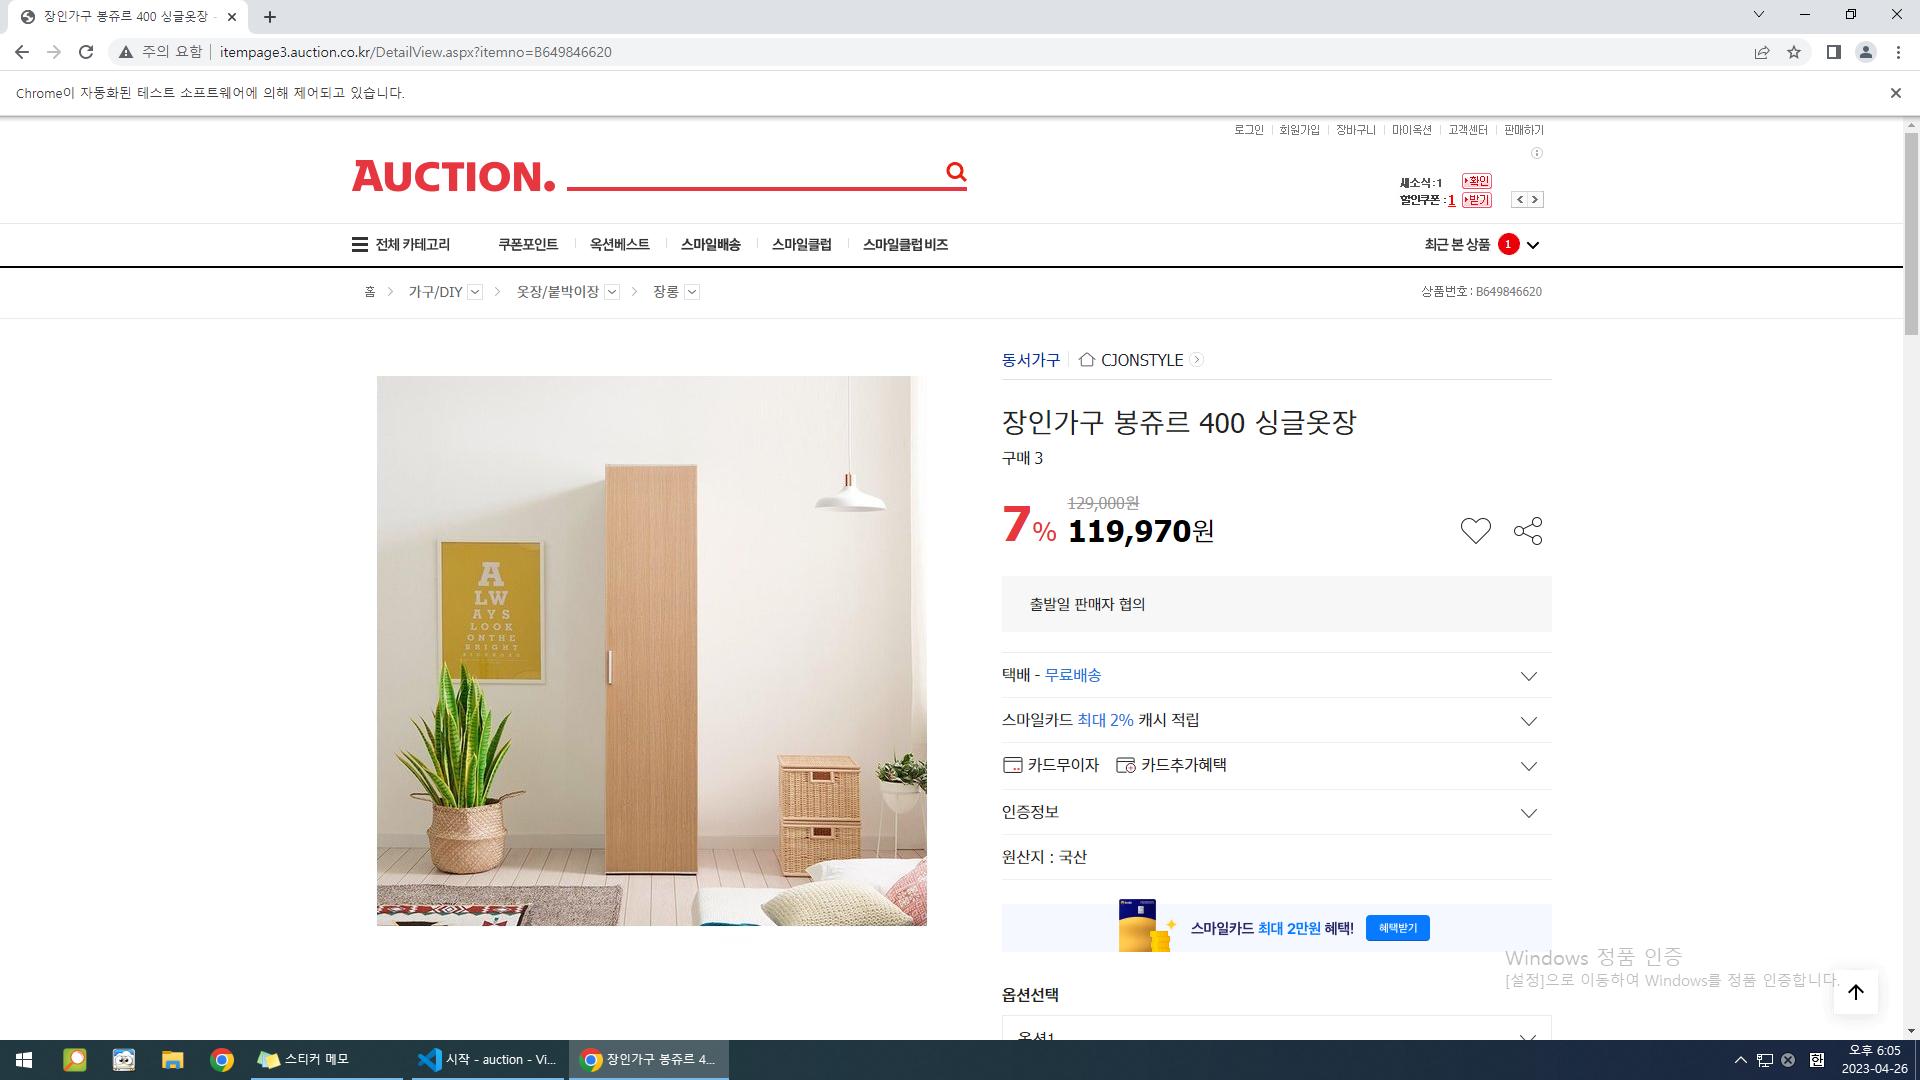 장인가구 봉쥬르 400 싱글옷장 -
주의 요함 itempage3.auction.co.kr/DetailView.aspx?itemno=B649846620
Chrome이 자동화된 테스트 소프트웨어에 의해 제어되고 있습니다.
로그인 회원가입 장바구니 마이옥션 고객센터 판매하기
AUCTION.
새소식 : 1 확인
할인쿠폰 : 1 받기
전체 카테고리 쿠폰포인트 옥션베스트 스마일배송 스마일클럽 스마일클럽 비즈 최근 본 상품 1
홈 가구/DIY 옷장/붙박이장 장롱 상품번호 : B649846620
동서가구 CJONSTYLE
장인가구 봉쥬르 400 싱글옷장
구매 3
129,000원
7% 119,970원
출발일 판매자 협의
택배 - 무료배송
스마일카드 최대 2% 캐시 적립
카드무이자 카드추가혜택
인증정보
원산지 : 국산
스마일카드 최대 2만원 혜택! 혜택받기
옵션선택
옵션1
A
LW
AYS
LOOK
ON THE
BRIGHT
Windows 정품 인증
[설정]으로 이동하여 Windows를 정품 인증합니다.
스티커 메모 시작 - auction - Vi... 장인가구 봉쥬르 4... 한 오후 6:05
2023-04-26